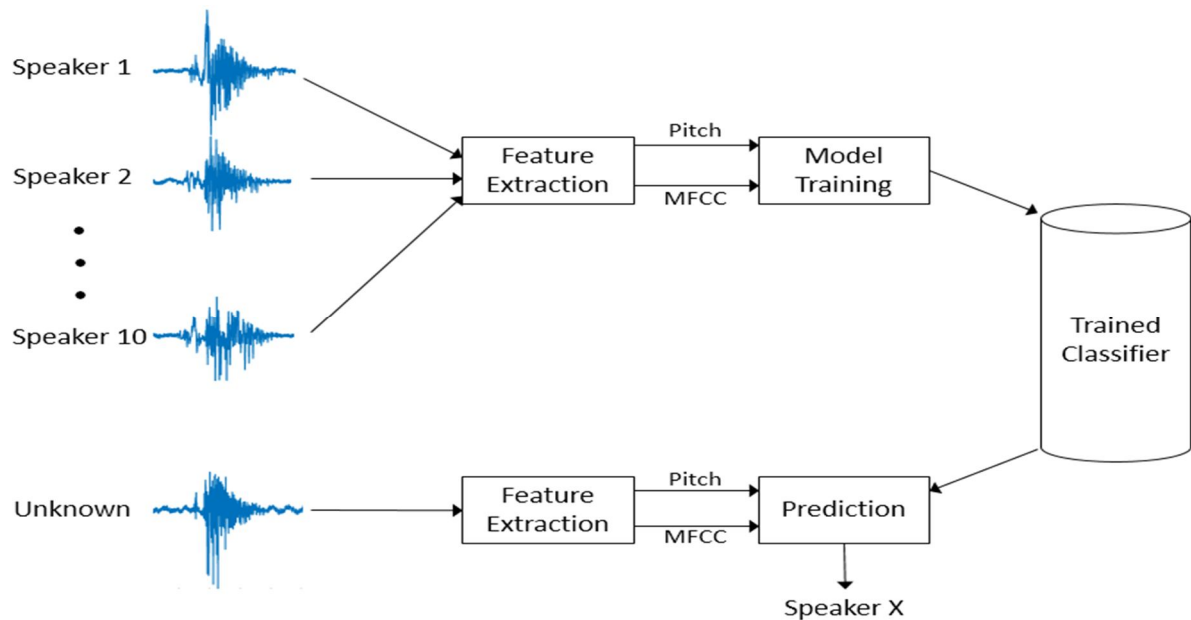 Speaker 1
Speaker 2
Speaker 10
Feature
Extraction
Pitch
MFCC
Model
Training
Trained
Classifier
Unknown
Feature
Extraction
Pitch
MFCC
Prediction
Speaker X